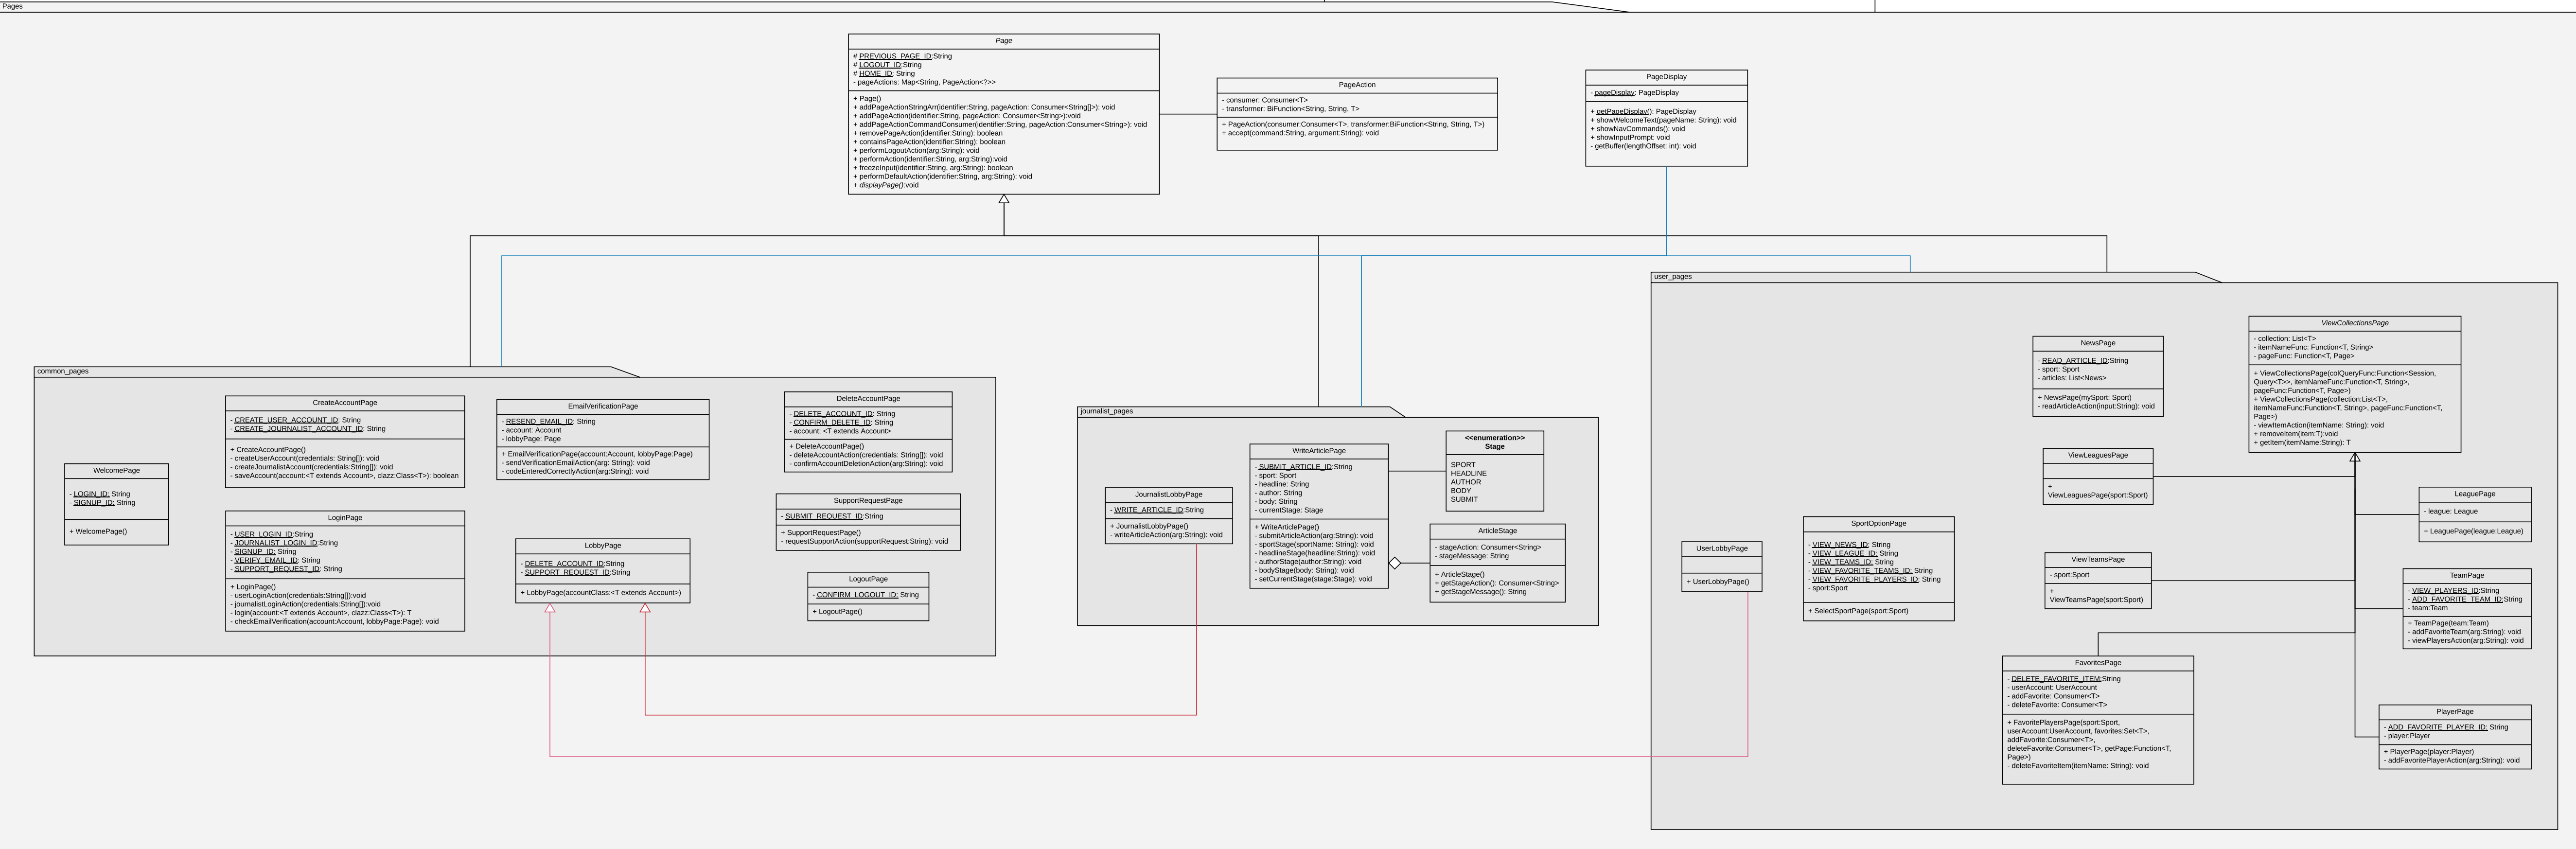 Pages
Page
# PREVIOUS_PAGE_ID:String
# LOGOUT_ID:String
# HOME_ID: String
- pageActions: Map<String, PageAction<?>>
+ Page()
+ addPageActionStringArr(identifier:String, pageAction: Consumer<String[]>): void
+ addPageAction(identifier:String, pageAction: Consumer<String>):void
+ addPageActionCommandConsumer(identifier:String, pageAction:Consumer<String>): void
+ removePageAction(identifier:String): boolean
+ containsPageAction(identifier:String): boolean
+ performLogoutAction(arg:String): void
+ performAction(identifier:String, arg:String):void
+ freezeInput(identifier:String, arg:String): boolean
+ performDefaultAction(identifier:String, arg:String): void
+ displayPage():void
PageAction
- consumer: Consumer<T>
- transformer: BiFunction<String, String, T>
+ PageAction(consumer:Consumer<T>, transformer:BiFunction<String, String, T>)
+ accept(command:String, argument:String): void
PageDisplay
- pageDisplay: PageDisplay
+ getPageDisplay(): PageDisplay
+ showWelcomeText(pageName: String): void
+ showNavCommands(): void
+ showInputPrompt: void
- getBuffer(lengthOffset: int): void
common_pages
WelcomePage
- LOGIN_ID: String
- SIGNUP_ID: String
+ WelcomePage()
CreateAccountPage
- CREATE_USER_ACCOUNT_ID: String
- CREATE_JOURNALIST_ACCOUNT_ID: String
+ CreateAccountPage()
- createUserAccount(credentials: String[]): void
- createJournalistAccount(credentials:String[]): void
- saveAccount(account:<T extends Account>, clazz:Class<T>): boolean
LoginPage
- USER_LOGIN_ID:String
- JOURNALIST_LOGIN_ID:String
- SIGNUP_ID: String
- VERIFY_EMAIL_ID: String
- SUPPORT_REQUEST_ID: String
+ LoginPage()
- userLoginAction(credentials:String[]):void
- journalistLoginAction(credentials:String[]):void
- login(account:<T extends Account>, clazz:Class<T>): T
- checkEmailVerification(account:Account, lobbyPage:Page): void
EmailVerificationPage
- RESEND_EMAIL_ID: String
- account: Account
- lobbyPage: Page
+ EmailVerificationPage(account:Account, lobbyPage:Page)
- sendVerificationEmailAction(arg: String): void
- codeEnteredCorrectlyAction(arg:String): void
LobbyPage
- DELETE_ACCOUNT_ID:String
- SUPPORT_REQUEST_ID:String
+ LobbyPage(accountClass:<T extends Account>)
DeleteAccountPage
- DELETE_ACCOUNT_ID: String
- CONFIRM_DELETE_ID: String
- account: <T extends Account>
+ DeleteAccountPage()
- deleteAccountAction(credentials: String[]): void
- confirmAccountDeletionAction(arg:String): void
SupportRequestPage
- SUBMIT_REQUEST_ID:String
+ SupportRequestPage()
- requestSupportAction(supportRequest:String): void
LogoutPage
- CONFIRM_LOGOUT_ID: String
+ LogoutPage()
journalist_pages
JournalistLobbyPage
- WRITE_ARTICLE_ID:String
+ JournalistLobbyPage()
- writeArticleAction(arg:String): void
WriteArticlePage
- SUBMIT_ARTICLE_ID:String
- sport: Sport
- headline: String
- author: String
- body: String
- currentStage: Stage
+ WriteArticlePage()
- submitArticleAction(arg:String): void
- sportStage(sportName: String): void
- headlineStage(headline:String): void
- authorStage(author:String): void
- bodyStage(body: String): void
- setCurrentStage(stage:Stage): void
<<enumeration>>
Stage
SPORT
HEADLINE
AUTHOR
BODY
SUBMIT
ArticleStage
- stageAction: Consumer<String>
- stageMessage: String
+ ArticleStage()
+ getStageAction(): Consumer<String>
+ getStageMessage(): String
user_pages
UserLobbyPage
+ UserLobbyPage()
SportOptionPage
- VIEW_NEWS_ID: String
- VIEW_LEAGUE_ID: String
- VIEW_TEAMS_ID: String
- VIEW_FAVORITE_TEAMS_ID: String
- VIEW_FAVORITE_PLAYERS_ID: String
- sport:Sport
+ SelectSportPage(sport:Sport)
NewsPage
- READ_ARTICLE_ID:String
- sport: Sport
- articles: List<News>
+ NewsPage(mySport: Sport)
- readArticleAction(input:String): void
ViewLeaguesPage
+
ViewLeaguesPage(sport:Sport)
ViewTeamsPage
- sport:Sport
+
ViewTeamsPage(sport:Sport)
FavoritesPage
- DELETE_FAVORITE_ITEM:String
- userAccount: UserAccount
- addFavorite: Consumer<T>
- deleteFavorite: Consumer<T>
+ FavoritePlayersPage(sport:Sport,
userAccount:UserAccount, favorites:Set<T>,
addFavorite:Consumer<T>,
deleteFavorite:Consumer<T>, getPage:Function<T,
Page>)
- deleteFavoriteItem(itemName: String): void
ViewCollectionsPage
- collection: List<T>
- itemNameFunc: Function<T, String>
- pageFunc: Function<T, Page>
+ ViewCollectionsPage(colQueryFunc:Function<Session,
Query<T>>, itemNameFunc:Function<T, String>,
pageFunc:Function<T, Page>)
+ ViewCollectionsPage(collection:List<T>,
itemNameFunc:Function<T, String>, pageFunc:Function<T,
Page>)
- viewItemAction(itemName: String): void
+ removeItem(item:T):void
+ getItem(itemName:String): T
LeaguePage
- league: League
+ LeaguePage(league:League)
TeamPage
- VIEW_PLAYERS_ID:String
- ADD_FAVORITE_TEAM_ID:String
- team:Team
+ TeamPage(team:Team)
- addFavoriteTeam(arg:String): void
- viewPlayersAction(arg:String): void
PlayerPage
- ADD_FAVORITE_PLAYER_ID: String
- player:Player
+ PlayerPage(player:Player)
- addFavoritePlayerAction(arg:String): void